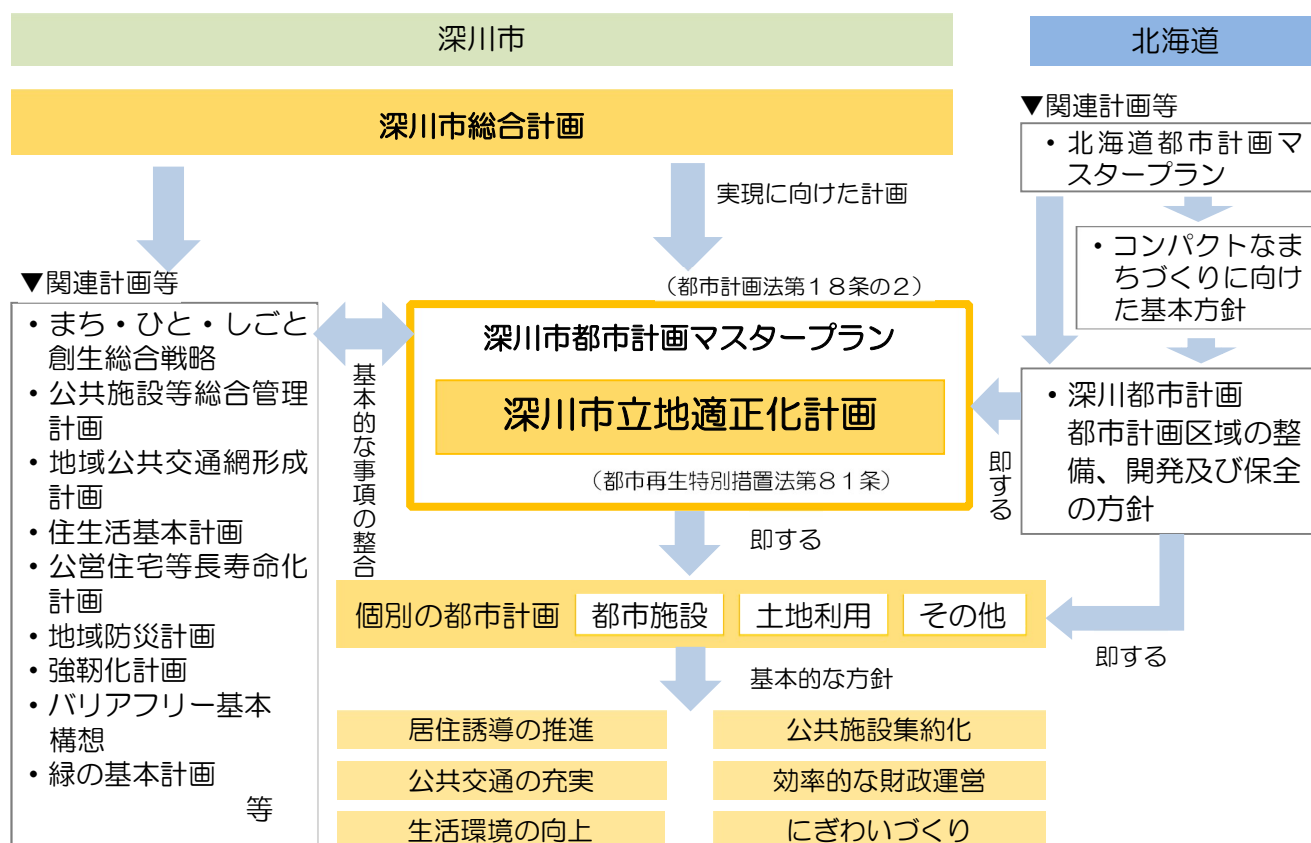 深川市
北海道
深川市総合計画
実現に向けた計画
▼関連計画等
・まち・ひと・しごと
創生総合戦略
・公共施設等総合管理
計画
・地域公共交通網形成
計画
・住生活基本計画
・公営住宅等長寿命化
計画
・地域防災計画
・強靭化計画
・バリアフリー基本
構想
・緑の基本計画
等
基本的な事項の整合
（都市計画法第１８条の２）
深川市都市計画マスタープラン
深川市立地適正化計画
（都市再生特別措置法第８１条）
即する
▼関連計画等
・北海道都市計画マ
スタープラン
・コンパクトなま
ちづくりに向け
た基本方針
・深川都市計画
都市計画区域の整
備、開発及び保全
の方針
即する
即する
個別の都市計画
都市施設
土地利用
その他
基本的な方針
居住誘導の推進
公共施設集約化
公共交通の充実
効率的な財政運営
生活環境の向上
にぎわいづくり